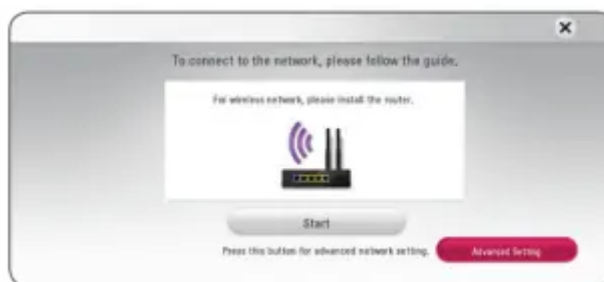 To connect to the network, please follow the guide.
For wireless network, please install the router.
Start
Press this button for advanced network setting.
Advanced Setting